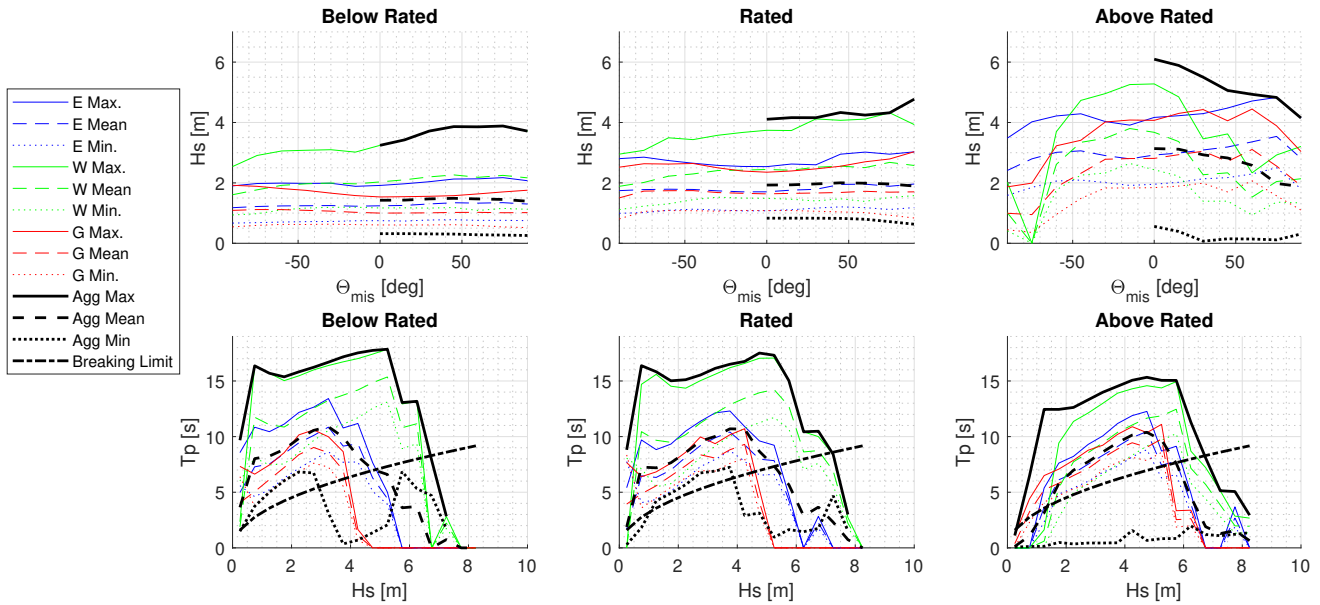 Below Rated
Rated
Above Rated
6
4
2
0
Hs [m]
-50
0
50
Θmis [deg]
6
4
2
0
Hs [m]
-50
0
50
Θmis [deg]
6
4
2
0
Hs [m]
-50
0
50
Θmis [deg]
E Max.
E Mean
E Min.
W Max.
W Mean
W Min.
G Max.
G Mean
G Min.
Agg Max
Agg Mean
Agg Min
Breaking Limit
Below Rated
Rated
Above Rated
15
10
5
0
Tp [s]
0
2
4
6
8
10
Hs [m]
15
10
5
0
Tp [s]
0
2
4
6
8
10
Hs [m]
15
10
5
0
Tp [s]
0
2
4
6
8
10
Hs [m]